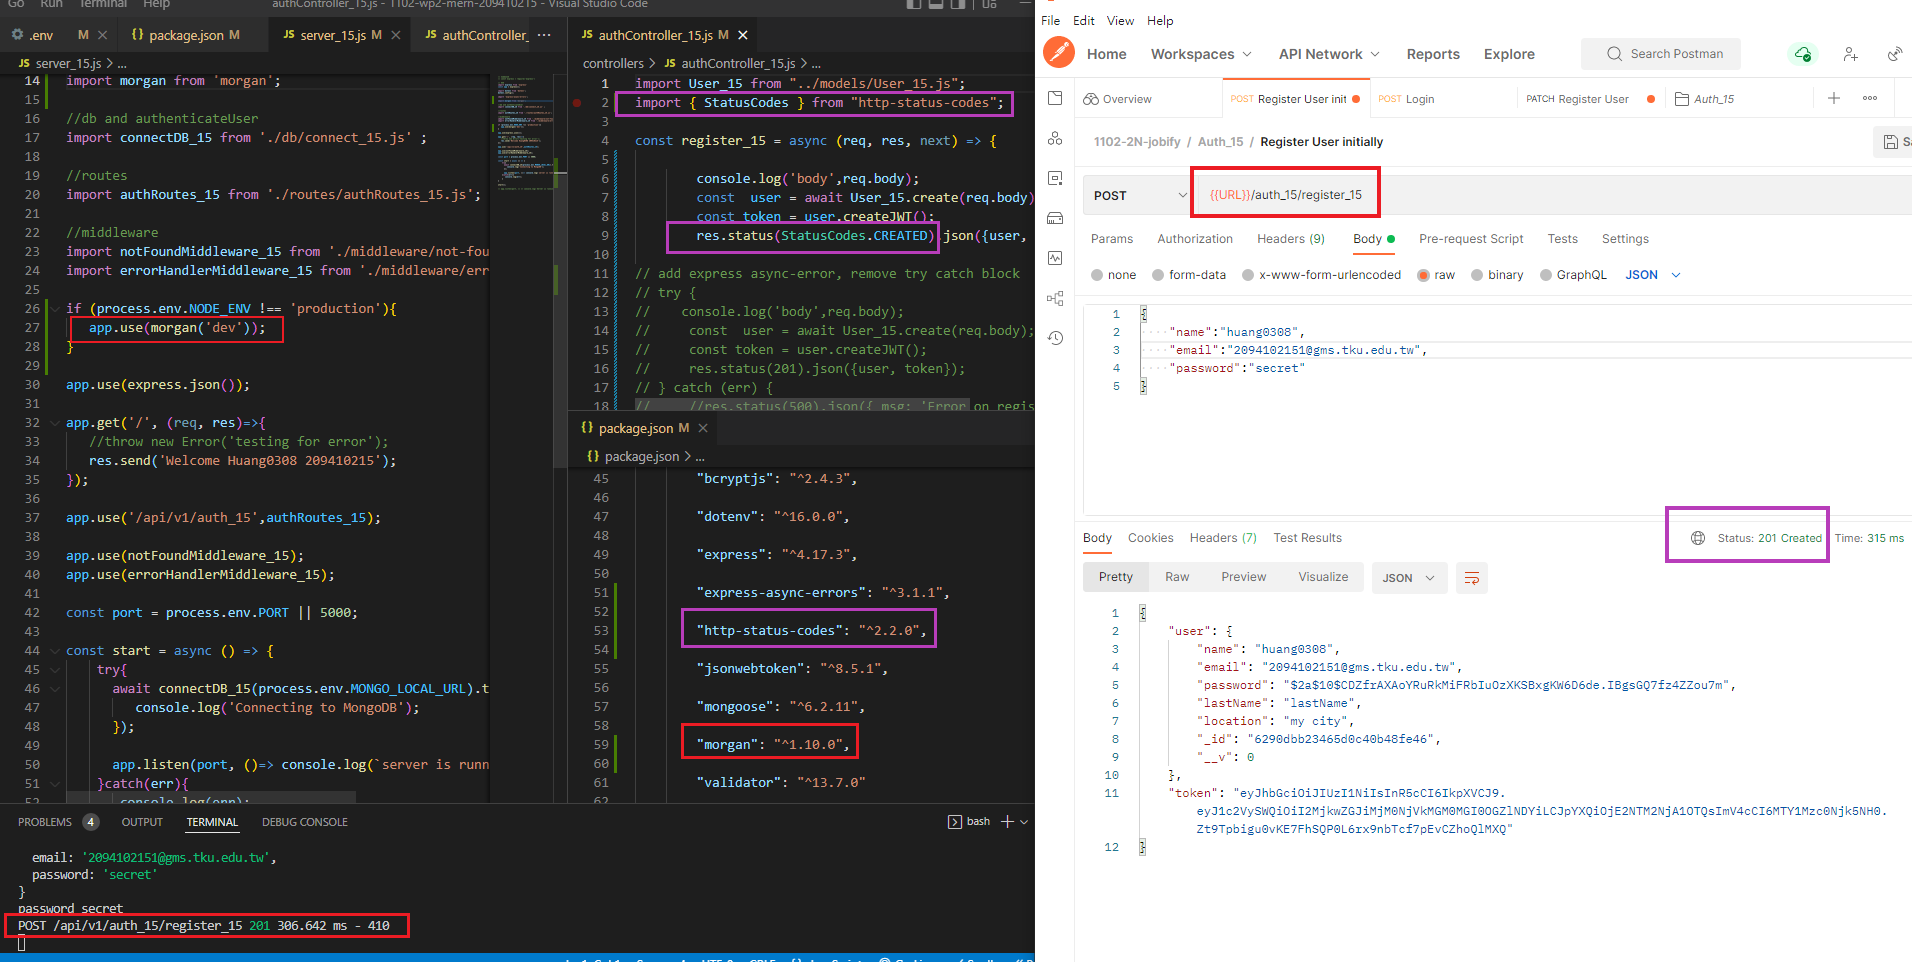 Go Run Terminal Help
authController_15.js - 1102-wp2-mern-209410215 - Visual Studio Code
.env M
{} package.json M
JS server_15.js M
JS authController_ ...
JS server_15.js > ...
14 import morgan from 'morgan';
15
16 //db and authenticateUser
17 import connectDB_15 from './db/connect_15.js' ;
18
19 //routes
20 import authRoutes_15 from './routes/authRoutes_15.js';
21
22 //middleware
23 import notFoundMiddleware_15 from './middleware/not-fou
24 import errorHandlerMiddleware_15 from './middleware/err
25
26 if (process.env.NODE_ENV !== 'production'){
27 app.use(morgan('dev'));
28 }
29
30 app.use(express.json());
31
32 app.get('/', (req, res)=>{
33 //throw new Error('testing for error');
34 res.send('Welcome Huang0308 209410215');
35 });
36
37 app.use('/api/v1/auth_15',authRoutes_15);
38
39 app.use(notFoundMiddleware_15);
40 app.use(errorHandlerMiddleware_15);
41
42 const port = process.env.PORT || 5000;
43
44 const start = async () => {
45 try{
46 await connectDB_15(process.env.MONGO_LOCAL_URL).t
47 console.log('Connecting to MongoDB');
48 });
49
50 app.listen(port, ()=> console.log(`server is runn
51 }catch(err){
52 console.log(err);
JS authController_15.js M
controllers > JS authController_15.js > ...
1 import User_15 from "../models/User_15.js";
2 import { StatusCodes } from "http-status-codes";
3
4 const register_15 = async (req, res, next) => {
5
6 console.log('body',req.body);
7 const user = await User_15.create(req.body)
8 const token = user.createJWT();
9 res.status(StatusCodes.CREATED).json({user,
10
11 // add express async-error, remove try catch block
12 // try {
13 // console.log('body',req.body);
14 // const user = await User_15.create(req.body);
15 // const token = user.createJWT();
16 // res.status(201).json({user, token});
17 // } catch (err) {
18 // //res.status(500).json({ msg: 'Error on regis
{} package.json M
{} package.json > ...
45 "bcryptjs": "^2.4.3",
46
47 "dotenv": "^16.0.0",
48
49 "express": "^4.17.3",
50
51 "express-async-errors": "^3.1.1",
52
53 "http-status-codes": "^2.2.0",
54
55 "jsonwebtoken": "^8.5.1",
56
57 "mongoose": "^6.2.11",
58
59 "morgan": "^1.10.0",
60
61 "validator": "^13.7.0"
62
PROBLEMS 4 OUTPUT TERMINAL DEBUG CONSOLE
bash
email: '2094102151@gms.tku.edu.tw',
password: 'secret'
}
password secret
POST /api/v1/auth_15/register_15 201 306.642 ms - 410
File Edit View Help
Home Workspaces API Network Reports Explore
Search Postman
Overview
POST Register User init
POST Login
PATCH Register User
Auth_15
1102-2N-jobify / Auth_15 / Register User initially
POST
{{URL}}/auth_15/register_15
Params Authorization Headers (9) Body Pre-request Script Tests Settings
none form-data x-www-form-urlencoded raw binary GraphQL JSON
1 {
2 "name":"huang0308",
3 "email":"2094102151@gms.tku.edu.tw",
4 "password":"secret"
5 }
Body Cookies Headers (7) Test Results
Status: 201 Created Time: 315 ms
Pretty Raw Preview Visualize JSON
1 {
2 "user": {
3 "name": "huang0308",
4 "email": "2094102151@gms.tku.edu.tw",
5 "password": "$2a$10$CDZfrAXAoYRuRkMiFRbIuOzXKSBxgKW6D6de.IBgsGQ7fz4ZZou7m",
6 "lastName": "lastName",
7 "location": "my city",
8 "_id": "6290dbb23465d0c40b48fe46",
9 "__v": 0
10 },
11 "token": "eyJhbGciOiJIUzI1NiIsInR5cCI6IkpXVCJ9.
eyJ1c2VySWQiOiI2MjkwZGJiMjM0NjVkMGM0MGI0OGZlNDYiLCJpYXQiOjE2NTM2NjA1OTQsImV4cCI6MTY1Mzc0Njk5NH0.
Zt9Tpbigu0vKE7FhSQP0L6rx9nbTcf7pEvCZhoQlMXQ"
12 }